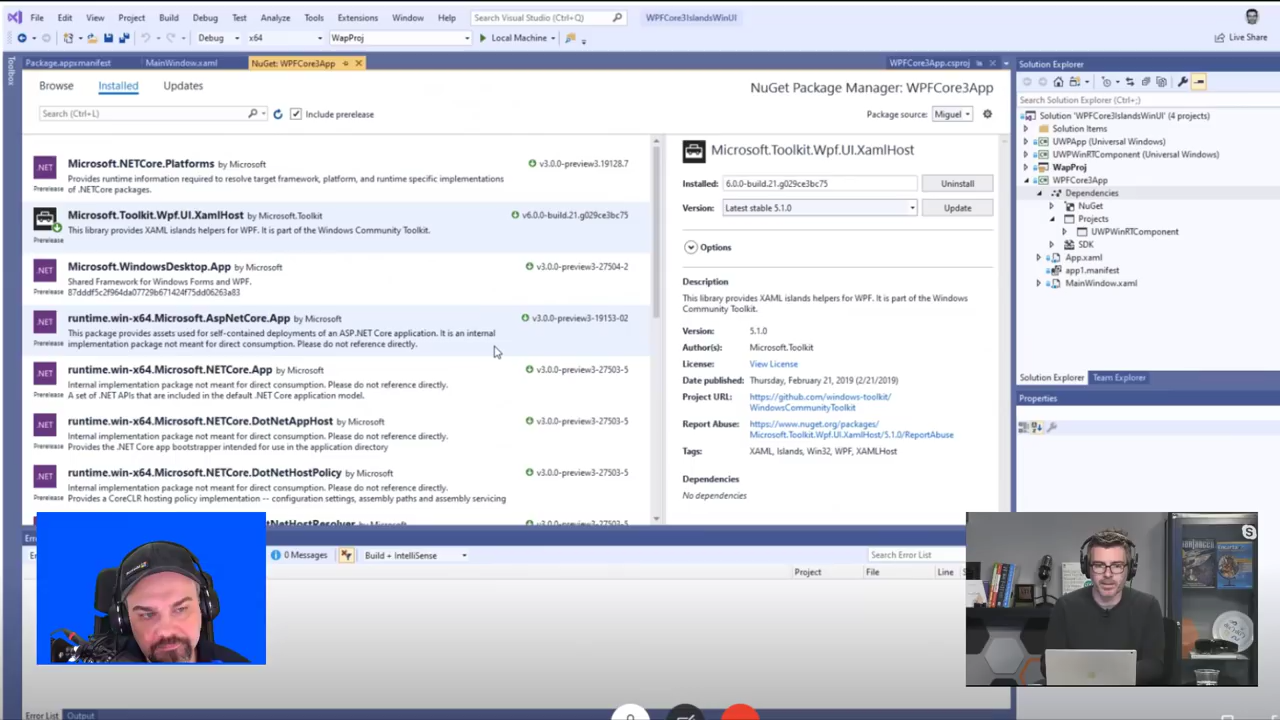 File Edit View Project Build Debug Test Analyze Tools Extensions Window Help Search Visual Studio (Ctrl+Q) WPFCore3IslandsWinUI
Debug x64 WapProj Local Machine Live Share
Toolbox
Package.appxmanifest MainWindow.xaml NuGet: WPFCore3App WPFCore3App.csproj
Browse Installed Updates
NuGet Package Manager: WPFCore3App
Search (Ctrl+L) Include prerelease
Package source: Miguel
.NET Microsoft.NETCore.Platforms by Microsoft v3.0.0-preview3.19128.7
Prerelease
Provides runtime information required to resolve target framework, platform, and runtime specific implementations
of .NETCore packages.
Microsoft.Toolkit.Wpf.UI.XamlHost by Microsoft.Toolkit v6.0.0-build.21.g029ce3bc75
Prerelease
This library provides XAML islands helpers for WPF. It is part of the Windows Community Toolkit.
.NET Microsoft.WindowsDesktop.App by Microsoft v3.0.0-preview3-27504-2
Prerelease
Shared Framework for Windows Forms and WPF.
87dddf5c2f964da07729b671424f75dd06263a83
.NET runtime.win-x64.Microsoft.AspNetCore.App by Microsoft v3.0.0-preview3-19153-02
Prerelease
This package provides assets used for self-contained deployments of an ASP.NET Core application. It is an internal
implementation package not meant for direct consumption. Please do not reference directly.
.NET runtime.win-x64.Microsoft.NETCore.App by Microsoft v3.0.0-preview3-27503-5
Prerelease
Internal implementation package not meant for direct consumption. Please do not reference directly.
A set of .NET APIs that are included in the default .NET Core application model.
.NET runtime.win-x64.Microsoft.NETCore.DotNetAppHost by Microsoft v3.0.0-preview3-27503-5
Prerelease
Internal implementation package not meant for direct consumption. Please do not reference directly.
Provides the .NET Core app bootstrapper intended for use in the application directory
.NET runtime.win-x64.Microsoft.NETCore.DotNetHostPolicy by Microsoft v3.0.0-preview3-27503-5
Prerelease
Internal implementation package not meant for direct consumption. Please do not reference directly.
Provides a CoreCLR hosting policy implementation -- configuration settings, assembly paths and assembly servicing
Microsoft.Toolkit.Wpf.UI.XamlHost
Installed: 6.0.0-build.21.g029ce3bc75 Uninstall
Version: Latest stable 5.1.0 Update
Options
Description
This library provides XAML islands helpers for WPF. It is part of the Windows
Community Toolkit.
Version: 5.1.0
Author(s): Microsoft.Toolkit
License: View License
Date published: Thursday, February 21, 2019 (2/21/2019)
Project URL: https://github.com/windows-toolkit/
WindowsCommunityToolkit
Report Abuse: https://www.nuget.org/packages/
Microsoft.Toolkit.Wpf.UI.XamlHost/5.1.0/ReportAbuse
Tags: XAML, Islands, Win32, WPF, XAMLHost
Dependencies
No dependencies
Solution Explorer
Search Solution Explorer (Ctrl+;)
Solution 'WPFCore3IslandsWinUI' (4 projects)
Solution Items
UWPApp (Universal Windows)
UWPWinRTComponent (Universal Windows)
WapProj
WPFCore3App
Dependencies
NuGet
Projects
UWPWinRTComponent
SDK
App.xaml
app1.manifest
MainWindow.xaml
Solution Explorer Team Explorer
Properties
0 Messages Build + IntelliSense Search Error List
Project File Line
Error List Output